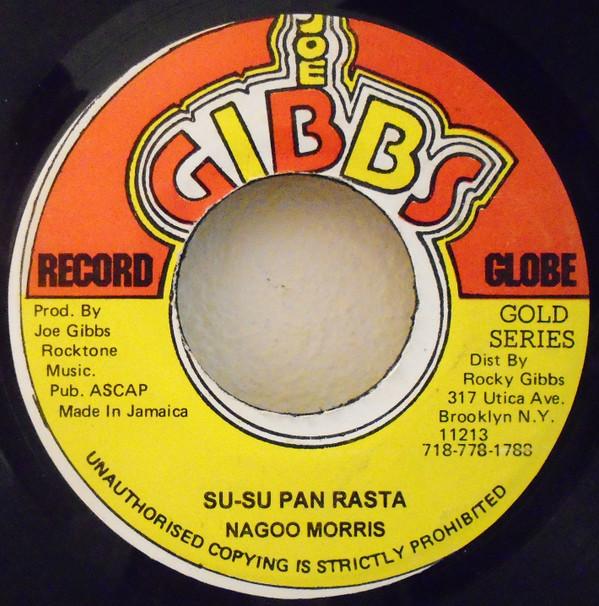 JOE
GIBBS
RECORD GLOBE
Prod. By
Joe Gibbs
Rocktone
Music.
Pub. ASCAP
Made In Jamaica
GOLD
SERIES
Dist By
Rocky Gibbs
317 Utica Ave.
Brooklyn N.Y.
11213
718-778-1788
SU-SU PAN RASTA
NAGOO MORRIS
UNAUTHORISED COPYING IS STRICTLY PROHIBITED